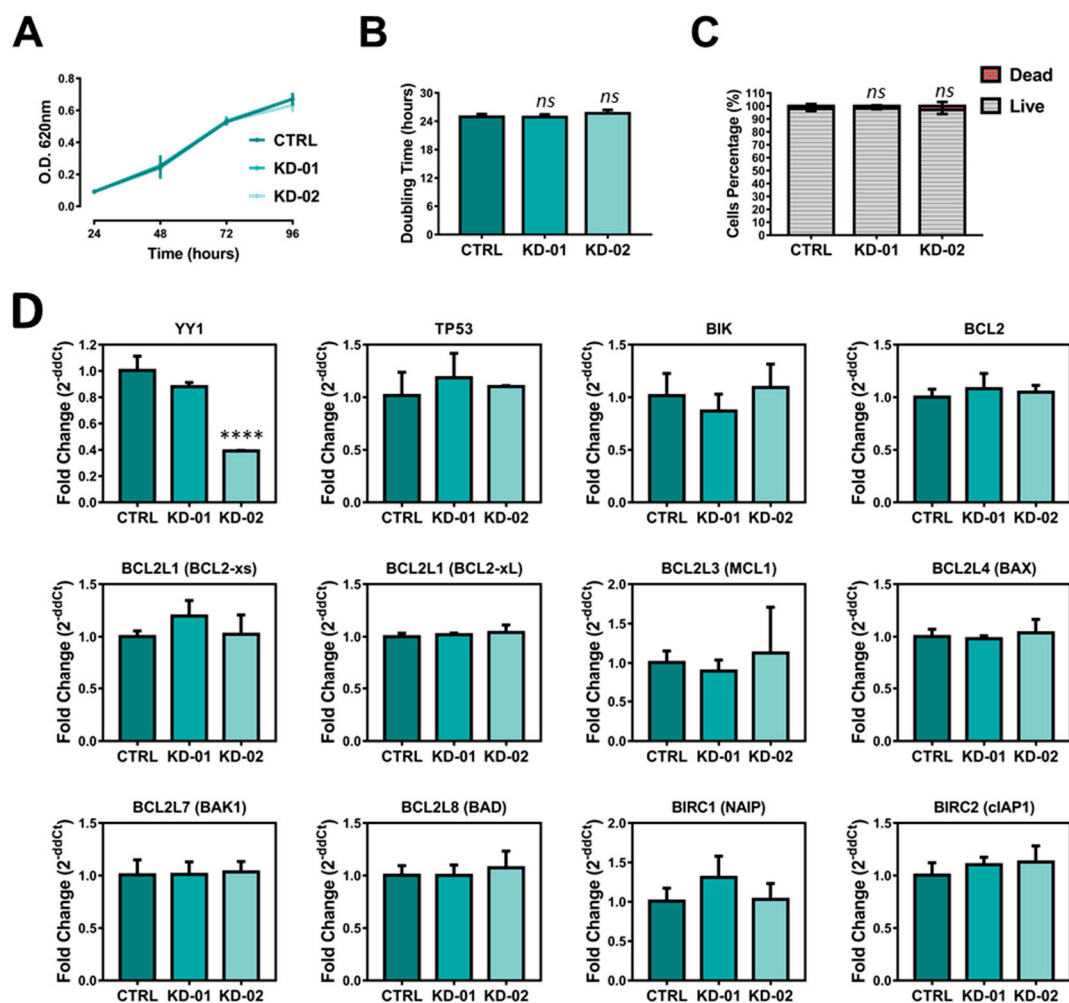 A
O.D. 620nm
0.8
0.6
0.4
0.2
0.0
24 48 72 96
Time (hours)
CTRL
KD-01
KD-02
B
Doubling Time (hours)
30
24
18
12
6
0
ns ns
CTRL KD-01 KD-02
C
Cells Percentage (%)
100
90
80
70
60
50
40
30
20
10
0
ns ns
CTRL KD-01 KD-02
Dead
Live
D
YY1
Fold Change (2^-ddCt)
1.2
1.0
0.8
0.6
0.4
0.2
0.0
****
CTRL KD-01 KD-02
TP53
Fold Change (2^-ddCt)
1.5
1.0
0.5
0.0
CTRL KD-01 KD-02
BIK
Fold Change (2^-ddCt)
1.5
1.0
0.5
0.0
CTRL KD-01 KD-02
BCL2
Fold Change (2^-ddCt)
1.5
1.0
0.5
0.0
CTRL KD-01 KD-02
BCL2L1 (BCL2-xs)
Fold Change (2^-ddCt)
1.5
1.0
0.5
0.0
CTRL KD-01 KD-02
BCL2L1 (BCL2-xL)
Fold Change (2^-ddCt)
1.5
1.0
0.5
0.0
CTRL KD-01 KD-02
BCL2L3 (MCL1)
Fold Change (2^-ddCt)
2.0
1.5
1.0
0.5
0.0
CTRL KD-01 KD-02
BCL2L4 (BAX)
Fold Change (2^-ddCt)
1.5
1.0
0.5
0.0
CTRL KD-01 KD-02
BCL2L7 (BAK1)
Fold Change (2^-ddCt)
1.5
1.0
0.5
0.0
CTRL KD-01 KD-02
BCL2L8 (BAD)
Fold Change (2^-ddCt)
1.5
1.0
0.5
0.0
CTRL KD-01 KD-02
BIRC1 (NAIP)
Fold Change (2^-ddCt)
2.0
1.5
1.0
0.5
0.0
CTRL KD-01 KD-02
BIRC2 (cIAP1)
Fold Change (2^-ddCt)
1.5
1.0
0.5
0.0
CTRL KD-01 KD-02